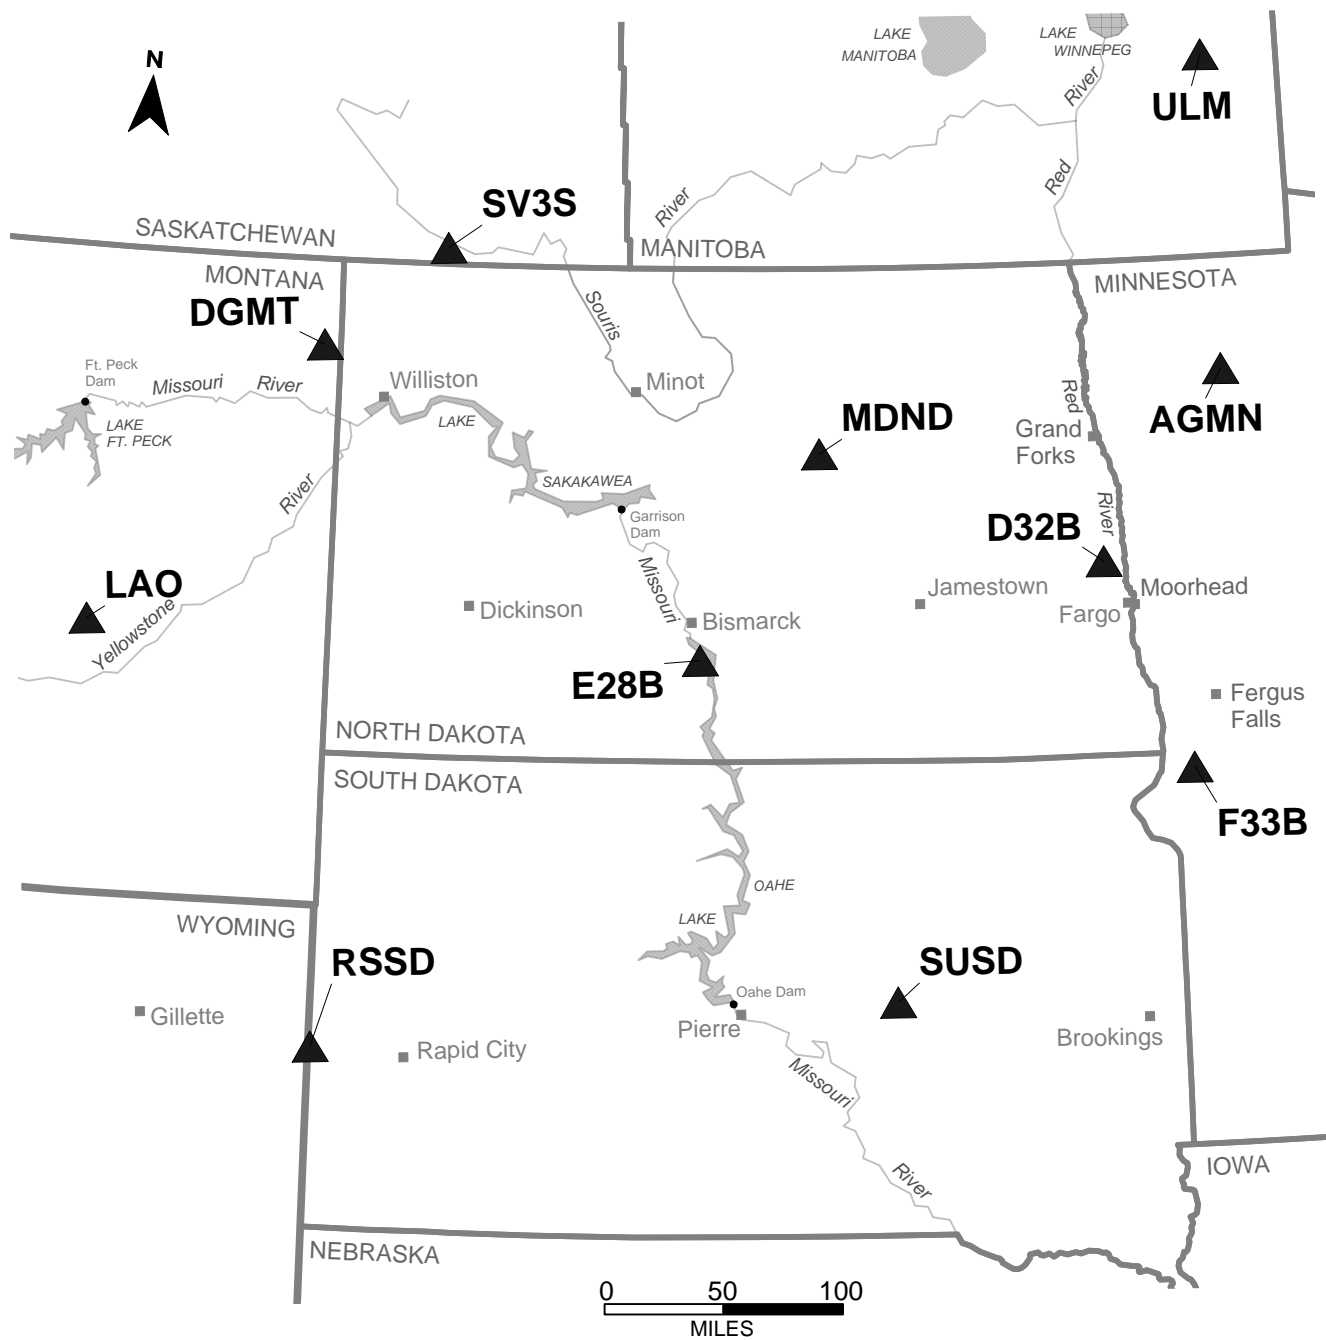 LAKE
MANITOBA
LAKE
WINNEPEG
N
River
ULM
SV3S
Red
River
SASKATCHEWAN
MANITOBA
MONTANA
MINNESOTA
DGMT
Souris
Ft. Peck
Dam
Missouri River
Williston
Minot
Red
AGMN
LAKE
FT. PECK
LAKE
MDND
Grand
Forks
SAKAKAWEA
River
River
Garrison
Dam
D32B
Missouri
LAO
Yellowstone
Dickinson
Bismarck
Jamestown
Moorhead
Fargo
E28B
Fergus
Falls
NORTH DAKOTA
SOUTH DAKOTA
F33B
OAHE
LAKE
WYOMING
RSSD
SUSD
Oahe Dam
Gillette
Pierre
Brookings
Rapid City
Missouri
River
IOWA
NEBRASKA
0 50 100
MILES